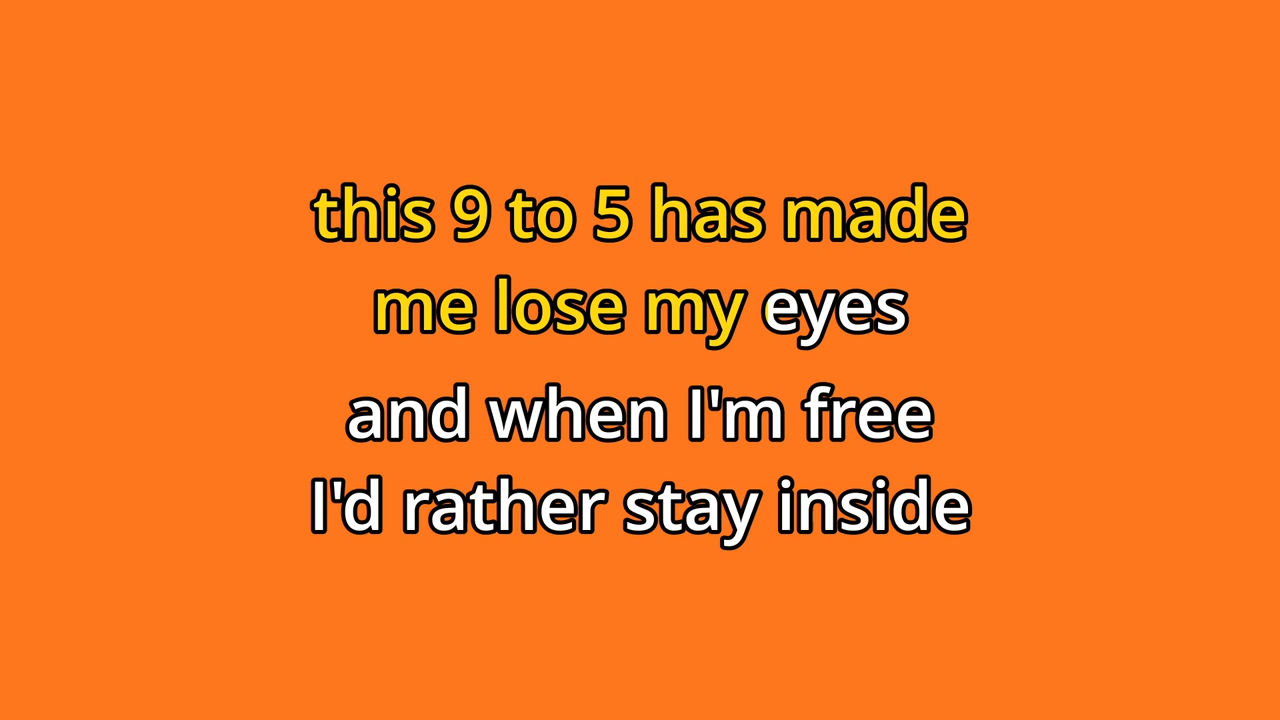 this 9 to 5 has made
me lose my eyes
and when I'm free
I'd rather stay inside